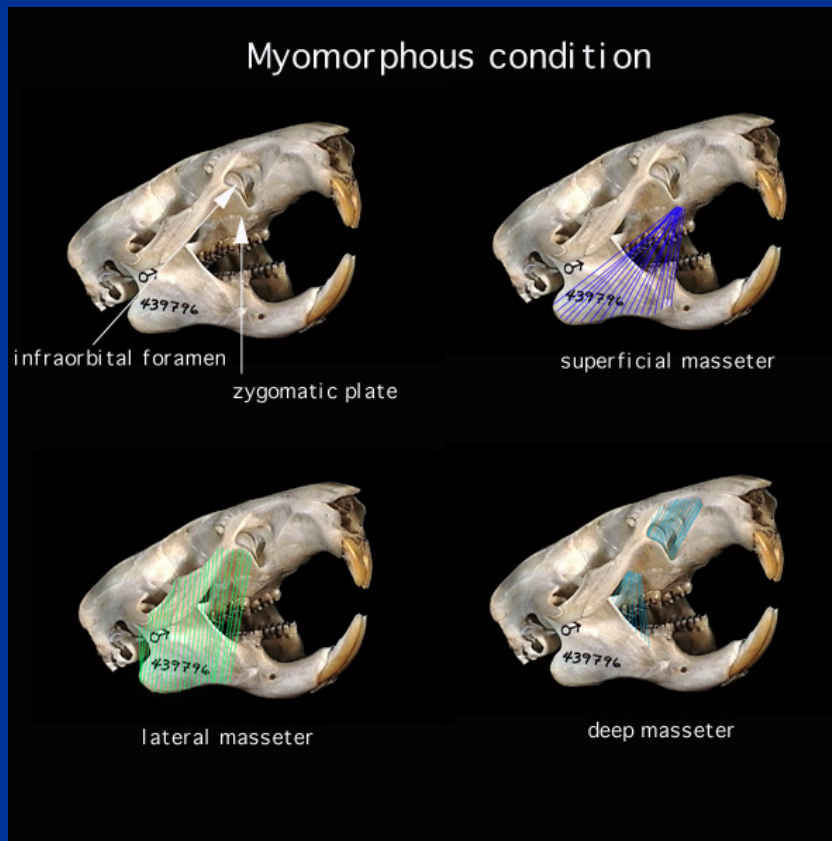 Myomorphous condition
♂
439796
infraorbital foramen
zygomatic plate
♂
439796
superficial masseter
♂
439796
lateral masseter
♂
439796
deep masseter